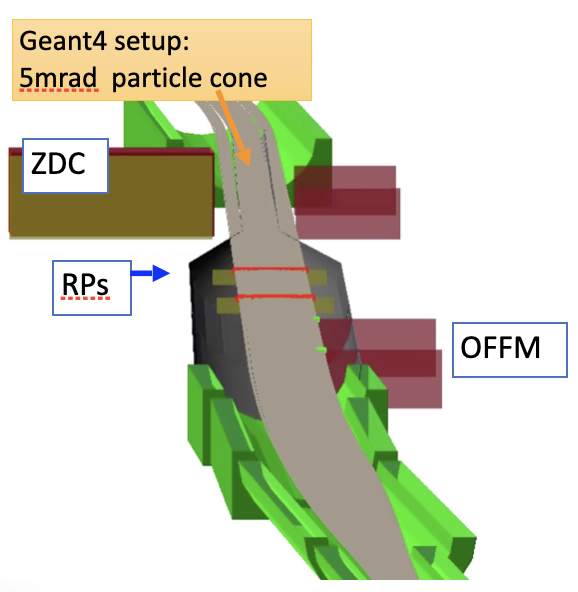 Geant4 setup:
5mrad particle cone
ZDC
RPs
OFFM